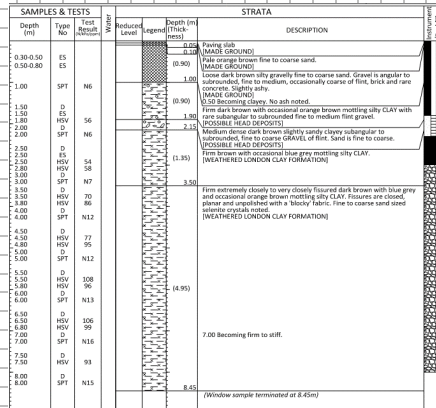 SAMPLES & TESTS STRATA
Depth (m) Type No Test Result Water Reduced Level Legend Depth (m) (Thick-ness) DESCRIPTION Instrument
0.05 Paving slab
0.10 [MADE GROUND]
0.30-0.50 ES Pale orange brown fine to coarse sand.
0.50-0.80 ES (0.90) [MADE GROUND]
1.00 Loose dark brown silty gravelly fine to coarse sand. Gravel is angular to
1.00 SPT N6 subrounded, fine to medium, occasionally coarse of flint, brick and rare
concrete. Slightly ashy.
[MADE GROUND]
(0.90) 0.50 Becoming clayey. No ash noted.
1.50 D
1.50 ES 1.90 Firm dark brown with occasional orange brown mottling silty CLAY with
1.80 HSV 56 rare subangular to subrounded fine to medium flint gravel.
2.00 D 2.15 [POSSIBLE HEAD DEPOSITS]
2.00 SPT N6 Medium dense dark brown slightly sandy clayey subangular to
subrounded, fine to coarse GRAVEL of flint. Sand is fine to coarse.
[POSSIBLE HEAD DEPOSITS]
2.50 D Firm brown with occasional blue grey mottling silty CLAY.
2.50 ES (1.35) [WEATHERED LONDON CLAY FORMATION]
2.50 HSV 54
2.80 HSV 58
3.00 D
3.00 SPT N7 3.50
3.50 D Firm extremely closely to very closely fissured dark brown with blue grey
3.50 HSV 70 and occasional orange brown mottling silty CLAY. Fissures are closed,
3.80 HSV 86 planar and unpolished with a 'blocky' fabric. Fine to coarse sand sized
4.00 D selenite crystals noted.
4.00 SPT N12 [WEATHERED LONDON CLAY FORMATION]
4.50 D
4.50 HSV 77
4.80 HSV 95
5.00 D
5.00 SPT N12
5.50 D
5.50 HSV 108
5.80 HSV 96 (4.95)
6.00 D
6.00 SPT N13
6.50 D
6.50 HSV 106
6.80 HSV 99
7.00 D 7.00 Becoming firm to stiff.
7.00 SPT N16
7.50 D
7.50 HSV 93
8.00 D
8.00 SPT N15
8.45
(Window sample terminated at 8.45m)